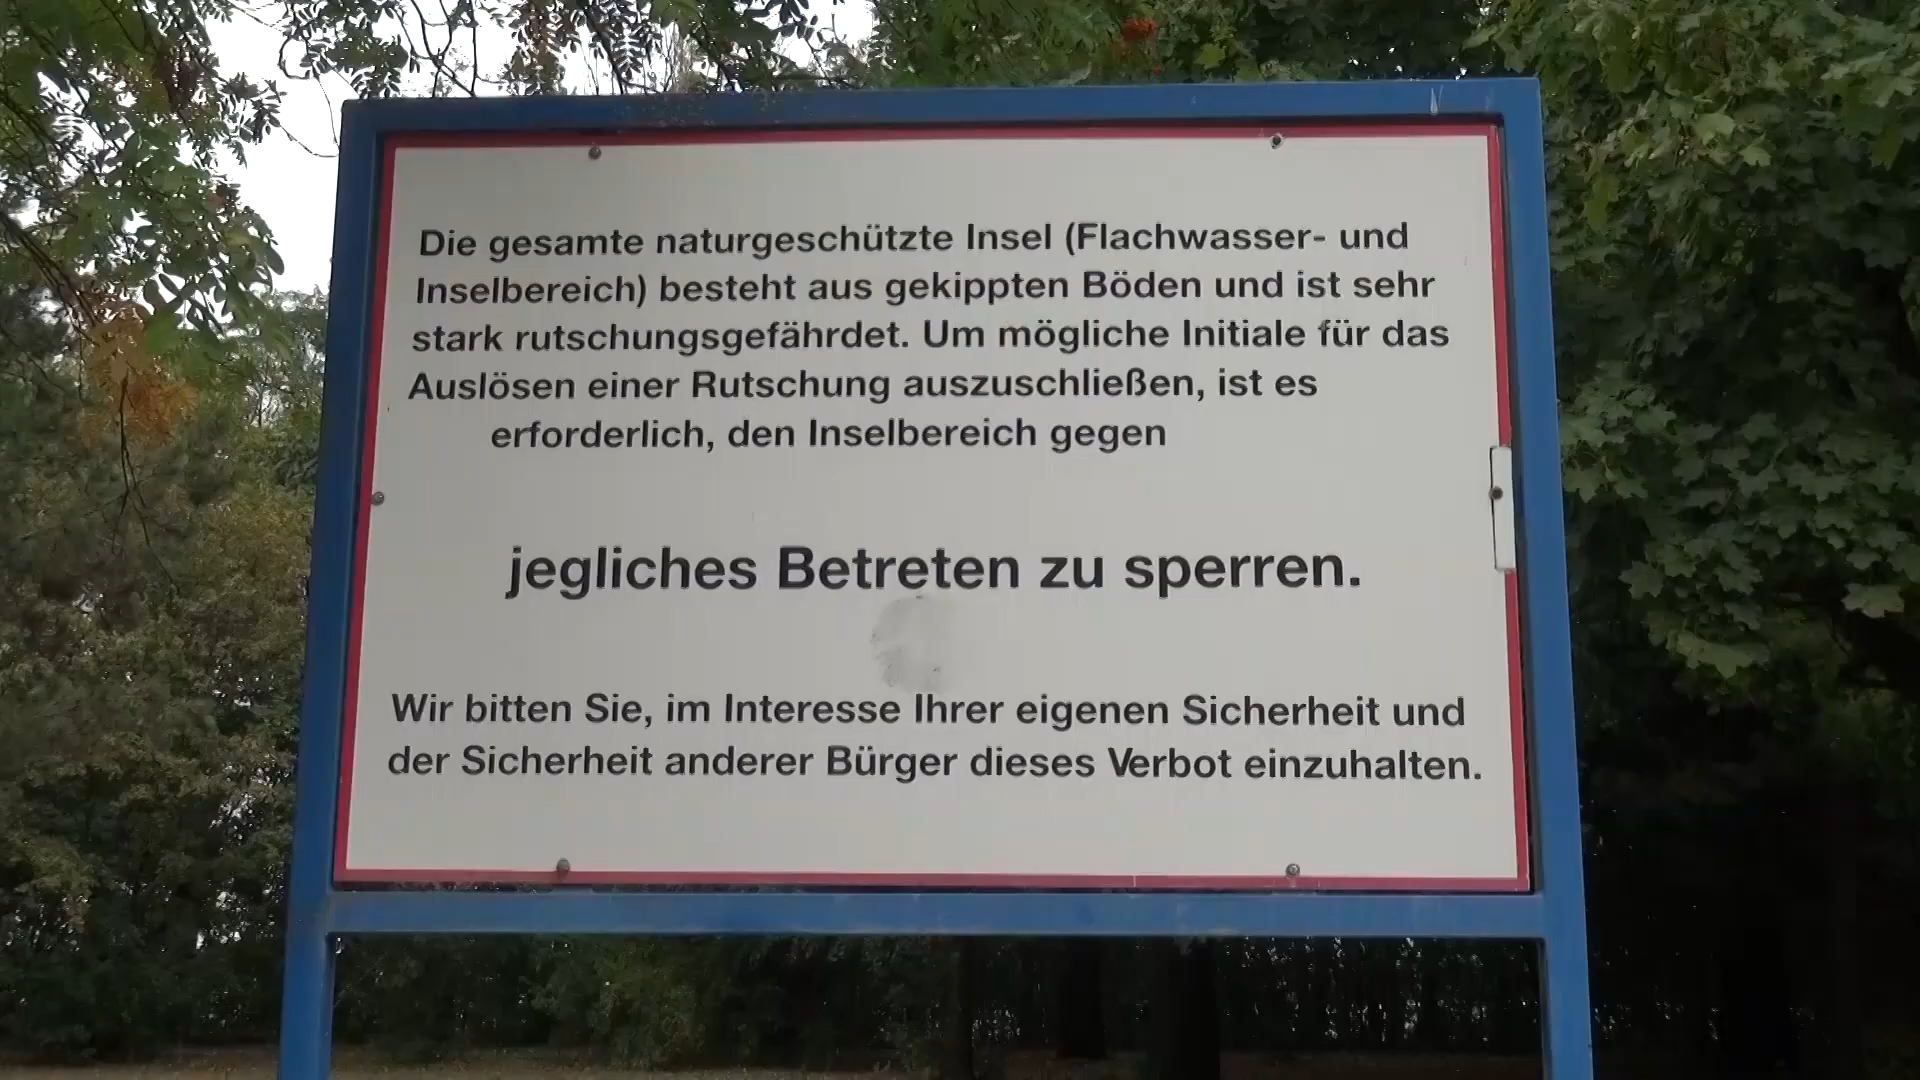 Die gesamte naturgeschützte Insel (Flachwasser- und
Inselbereich) besteht aus gekippten Böden und ist sehr
stark rutschungsgefährdet. Um mögliche Initiale für das
Auslösen einer Rutschung auszuschließen, ist es
erforderlich, den Inselbereich gegen
jegliches Betreten zu sperren.
Wir bitten Sie, im Interesse Ihrer eigenen Sicherheit und
der Sicherheit anderer Bürger dieses Verbot einzuhalten.